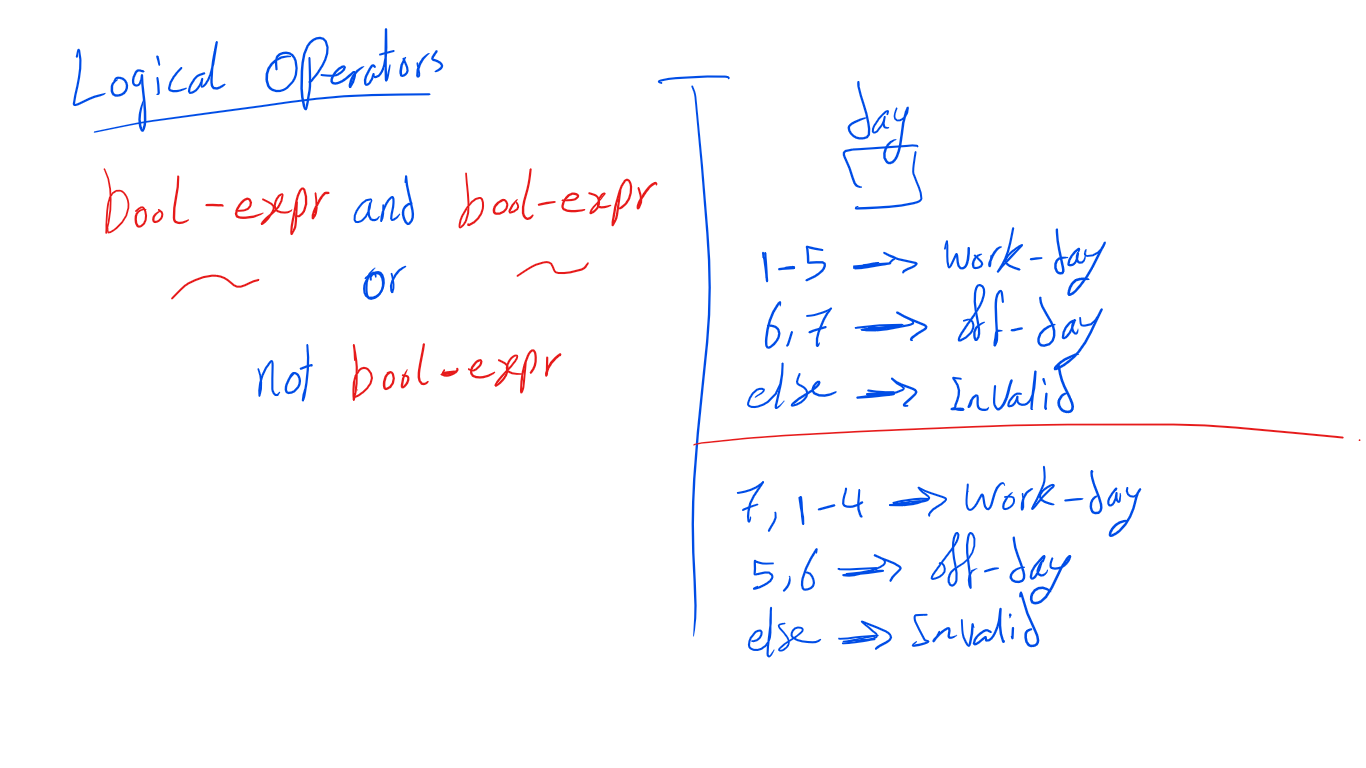 Logical Operators
bool-expr and bool-expr
or
not bool-expr
day
1-5 → work-day
6,7 → off-day
else → Invalid
7, 1-4 → work-day
5,6 → off-day
else → Invalid